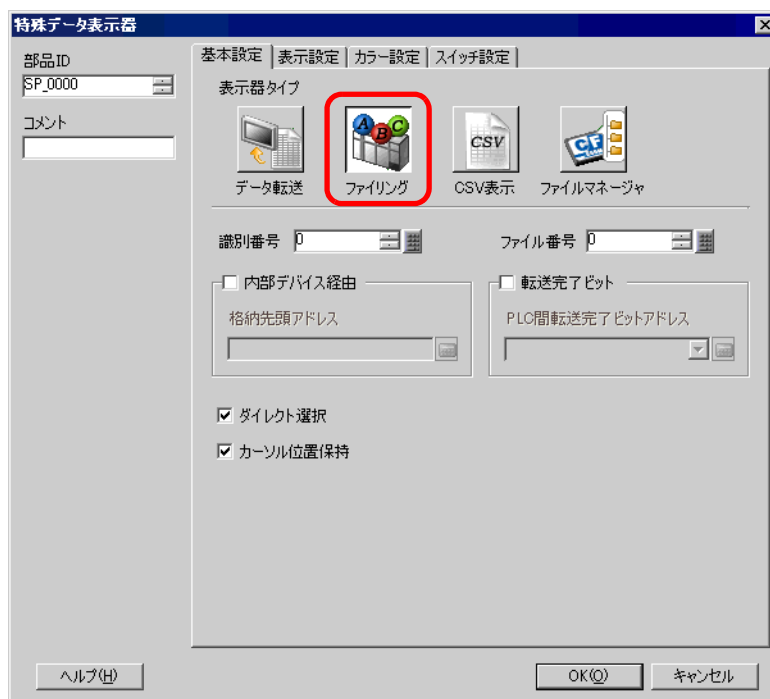 特殊データ表示器
部品ID
SP_0000
コメント
基本設定 表示設定 カラー設定 スイッチ設定
表示器タイプ
A B C
CSV
CF
データ転送 ファイリング CSV表示 ファイルマネージャ
識別番号 0 ファイル番号 0
内部デバイス経由 転送完了ビット
格納先頭アドレス PLC間転送完了ビットアドレス
ダイレクト選択
カーソル位置保持
ヘルプ(H) OK(O) キャンセル